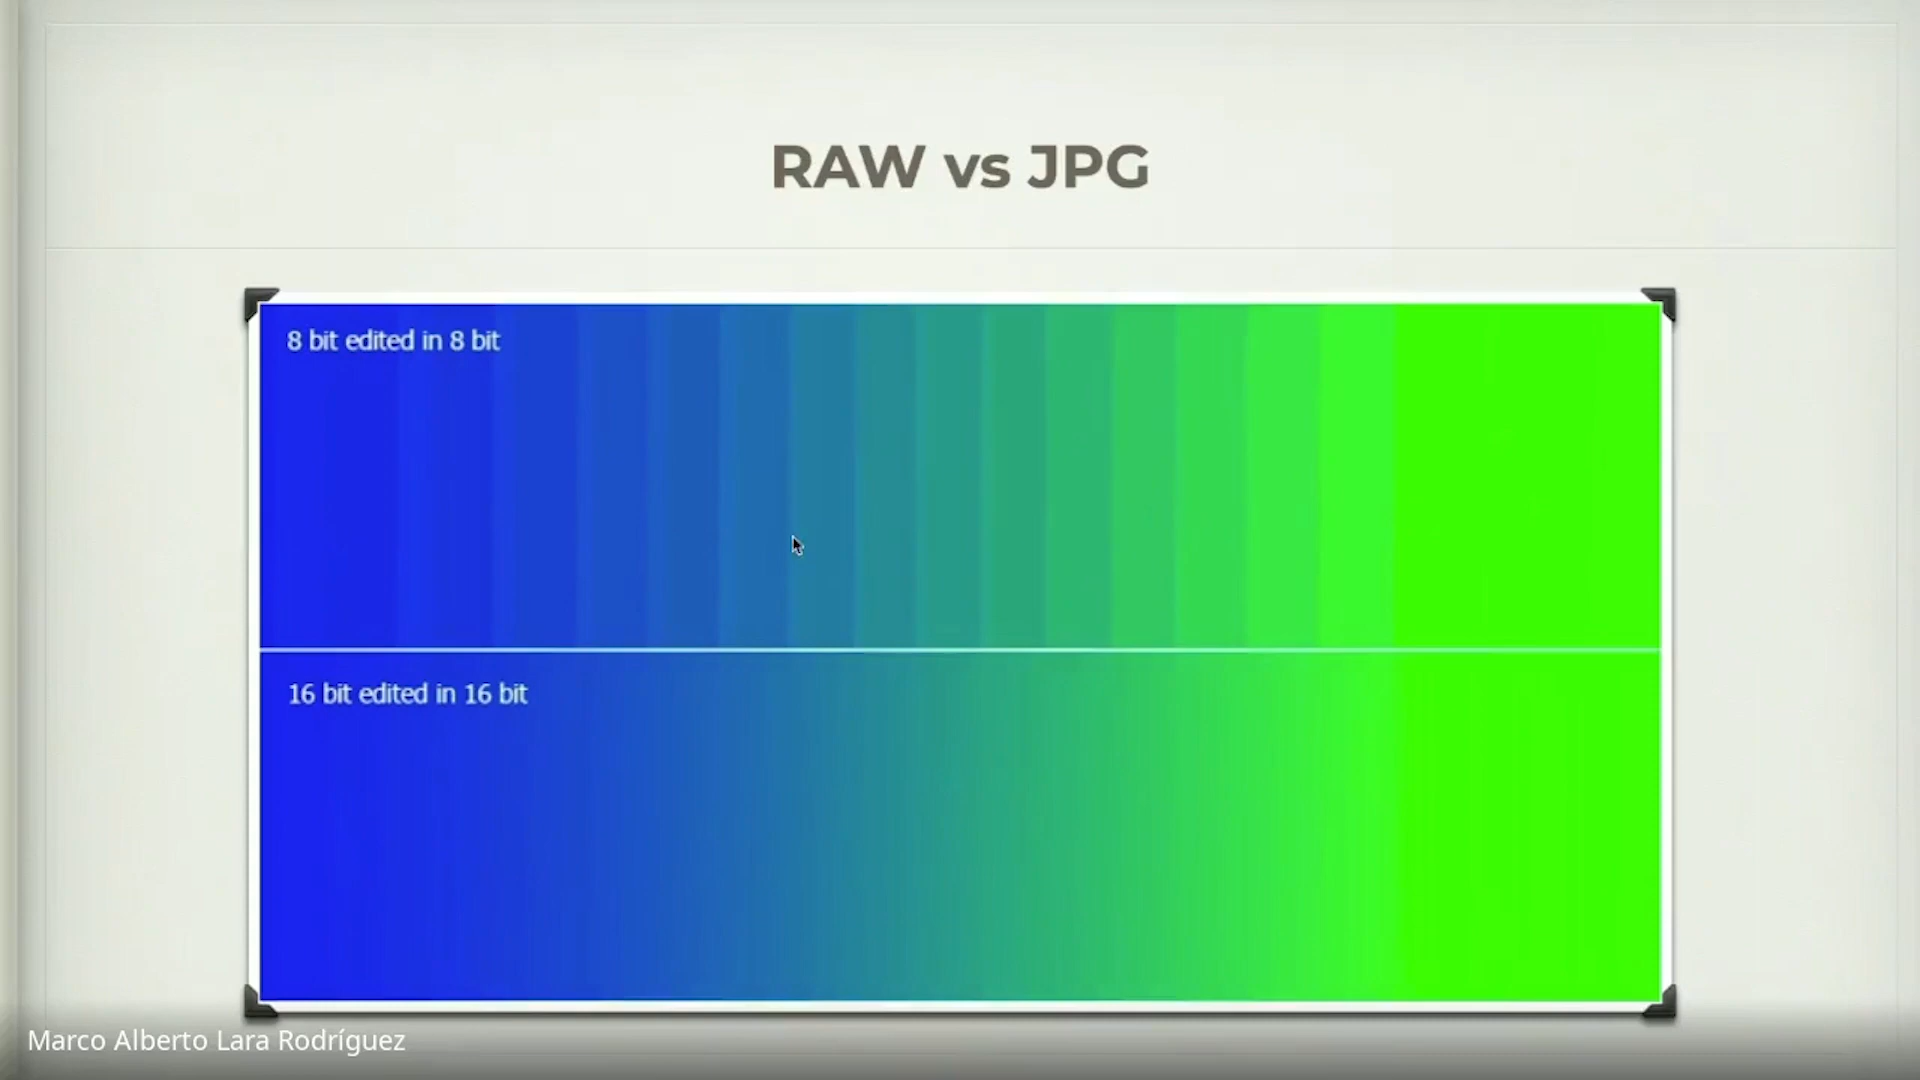 RAW vs JPG
8 bit edited in 8 bit
16 bit edited in 16 bit
Marco Alberto Lara Rodríguez